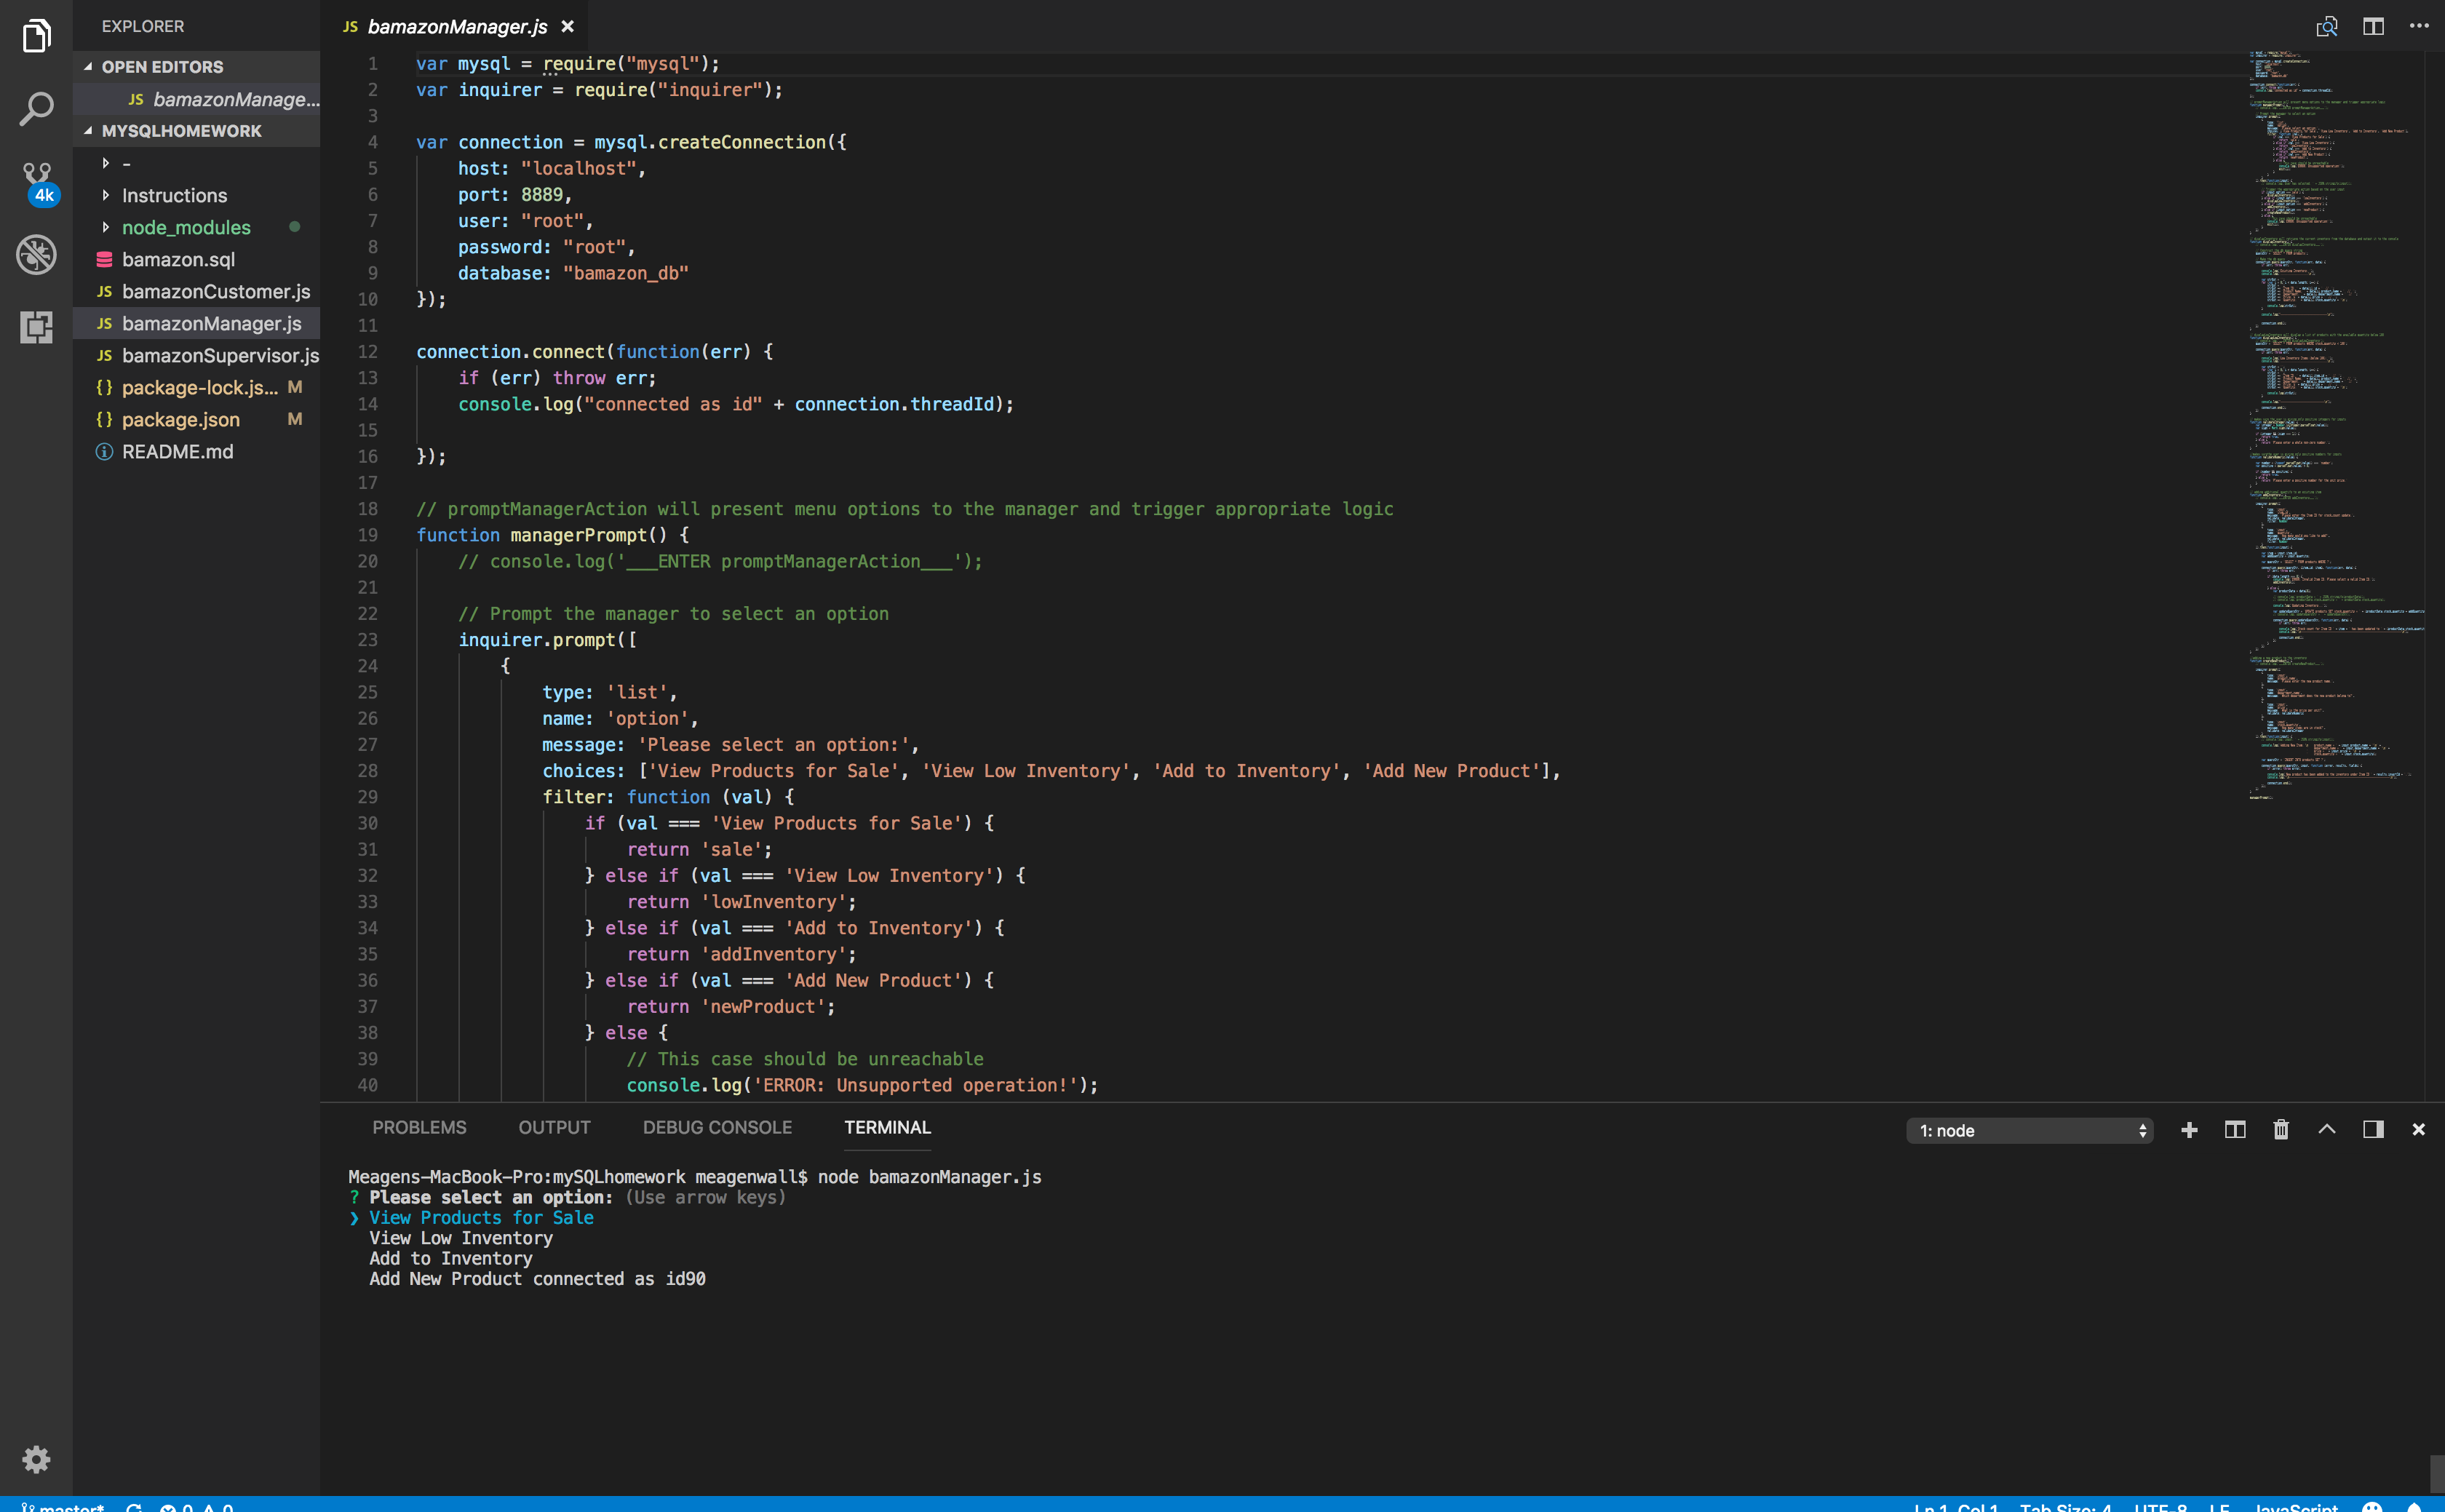 EXPLORER
OPEN EDITORS
JS bamazonManage...
MYSQLHOMEWORK
-
Instructions
node_modules
bamazon.sql
JS bamazonCustomer.js
JS bamazonManager.js
JS bamazonSupervisor.js
{} package-lock.js... M
{} package.json M
README.md
4k
JS bamazonManager.js ×
1 var mysql = require("mysql");
2 var inquirer = require("inquirer");
3
4 var connection = mysql.createConnection({
5 host: "localhost",
6 port: 8889,
7 user: "root",
8 password: "root",
9 database: "bamazon_db"
10 });
11
12 connection.connect(function(err) {
13 if (err) throw err;
14 console.log("connected as id" + connection.threadId);
15
16 });
17
18 // promptManagerAction will present menu options to the manager and trigger appropriate logic
19 function managerPrompt() {
20 // console.log('___ENTER promptManagerAction___');
21
22 // Prompt the manager to select an option
23 inquirer.prompt([
24 {
25 type: 'list',
26 name: 'option',
27 message: 'Please select an option:',
28 choices: ['View Products for Sale', 'View Low Inventory', 'Add to Inventory', 'Add New Product'],
29 filter: function (val) {
30 if (val === 'View Products for Sale') {
31 return 'sale';
32 } else if (val === 'View Low Inventory') {
33 return 'lowInventory';
34 } else if (val === 'Add to Inventory') {
35 return 'addInventory';
36 } else if (val === 'Add New Product') {
37 return 'newProduct';
38 } else {
39 // This case should be unreachable
40 console.log('ERROR: Unsupported operation!');
PROBLEMS OUTPUT DEBUG CONSOLE TERMINAL
1: node
Meagens-MacBook-Pro:mySQLhomework meagenwall$ node bamazonManager.js
? Please select an option: (Use arrow keys)
❯ View Products for Sale
View Low Inventory
Add to Inventory
Add New Product connected as id90
master* 0 0 Ln 1, Col 1 Tab Size: 4 UTF-8 LF JavaScript